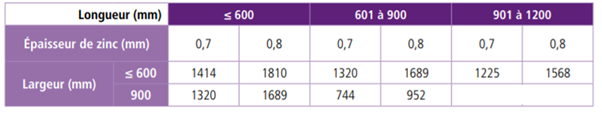 Longueur (mm) ≤ 600 601 à 900 901 à 1200
Épaisseur de zinc (mm) 0,7 0,8 0,7 0,8 0,7 0,8
Largeur (mm) ≤ 600 1414 1810 1320 1689 1225 1568
900 1320 1689 744 952